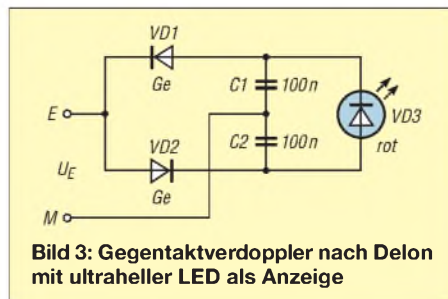 VD1
Ge
C1 100n
E
VD2
C2 100n
VD3
rot
U_E
Ge
M
Bild 3: Gegentaktverdoppler nach Delon
mit ultraheller LED als Anzeige